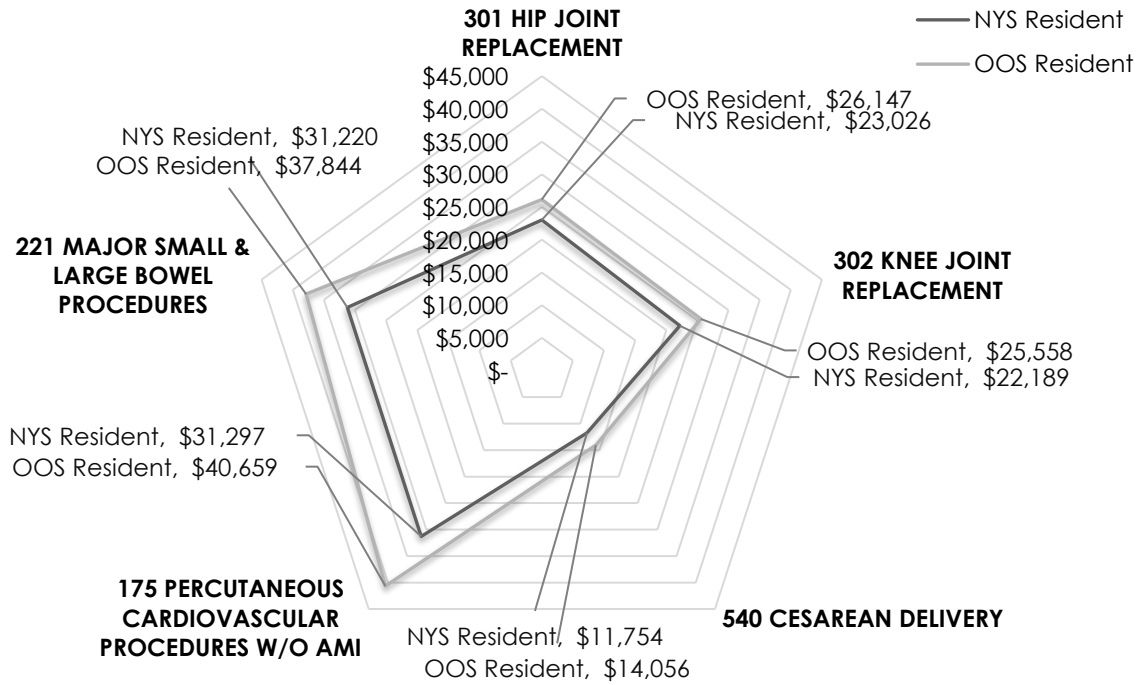 301 HIP JOINT
REPLACEMENT
NYS Resident
OOS Resident
$45,000
$40,000
$35,000
$30,000
$25,000
$20,000
$15,000
$10,000
$5,000
$-
OOS Resident, $26,147
NYS Resident, $23,026
NYS Resident, $31,220
OOS Resident, $37,844
221 MAJOR SMALL &
LARGE BOWEL
PROCEDURES
302 KNEE JOINT
REPLACEMENT
OOS Resident, $25,558
NYS Resident, $22,189
NYS Resident, $31,297
OOS Resident, $40,659
175 PERCUTANEOUS
CARDIOVASCULAR
PROCEDURES W/O AMI
540 CESAREAN DELIVERY
NYS Resident, $11,754
OOS Resident, $14,056